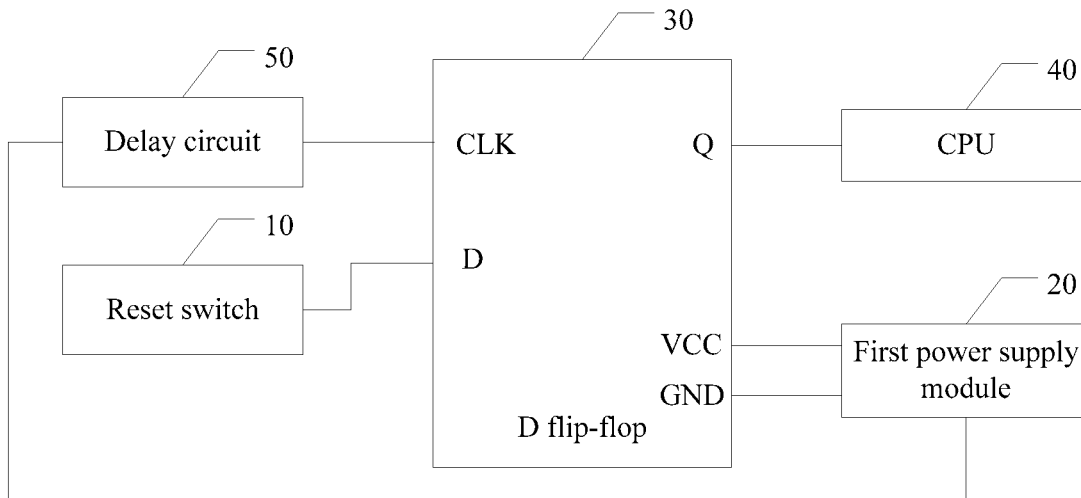 30
50
40
Delay circuit
CLK
Q
CPU
10
D
Reset switch
20
VCC
First power supply
module
GND
D flip-flop